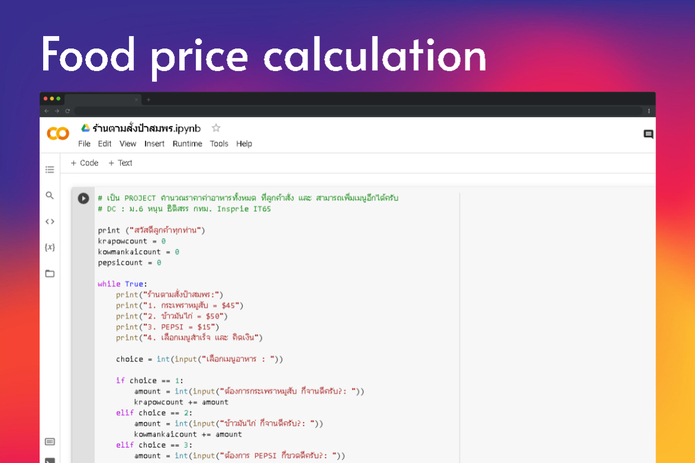 Food price calculation
ร้านตามสั่งป้าสมพร.ipynb
File Edit View Insert Runtime Tools Help
+ Code + Text
# เป็น PROJECT คำนวณราคาค่าอาหารทั้งหมด ที่ลูกค้าสั่ง และ สามารถเพิ่มเมนูอีกได้ครับ
# DC : ม.6 หนุน ธิติสรร กทม. Insprie IT65
print ("สวัสดีลูกค้าทุกท่าน")
krapowcount = 0
kowmankaicount = 0
pepsicount = 0
while True:
print("ร้านตามสั่งป้าสมพร:")
print("1. กระเพราหมูสับ = $45")
print("2. ข้าวมันไก่ = $50")
print("3. PEPSI = $15")
print("4. เลือกเมนูสำเร็จ และ คิดเงิน")
choice = int(input("เลือกเมนูอาหาร : "))
if choice == 1:
amount = int(input("ต้องการกระเพราหมูสับ กี่จานดีครับ?: "))
krapowcount += amount
elif choice == 2:
amount = int(input("ข้าวมันไก่ กี่จานดีครับ?: "))
kowmankaicount += amount
elif choice == 3:
amount = int(input("ต้องการ PEPSI กี่ขวดดีครับ?: "))